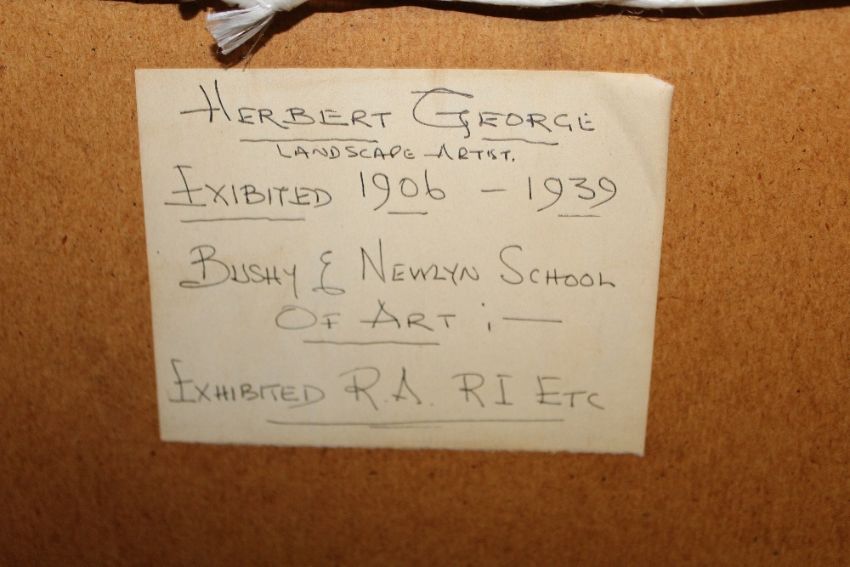 HERBERT GEORGE
LANDSCAPE ARTIST.
EXIBITED 1906 - 1939
BUSHY & NEWLYN SCHOOL
OF ART ; —
EXHIBITED R.A. RI ETC